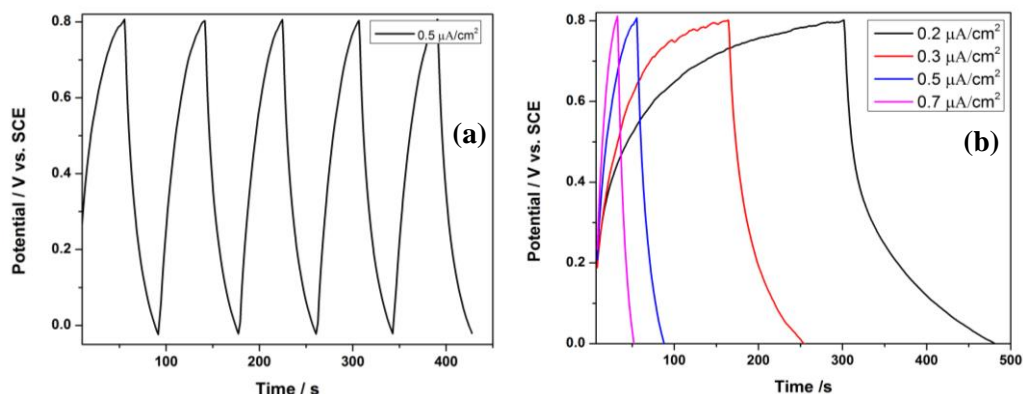 0.8
0.6
0.4
0.2
0.0
100
200
300
400
Potential / V vs. SCE
Time / s
0.5 μA/cm²
(a)
0.8
0.6
0.4
0.2
0.0
100
200
300
400
500
Potential / V vs. SCE
Time /s
0.2 μA/cm²
0.3 μA/cm²
0.5 μA/cm²
0.7 μA/cm²
(b)